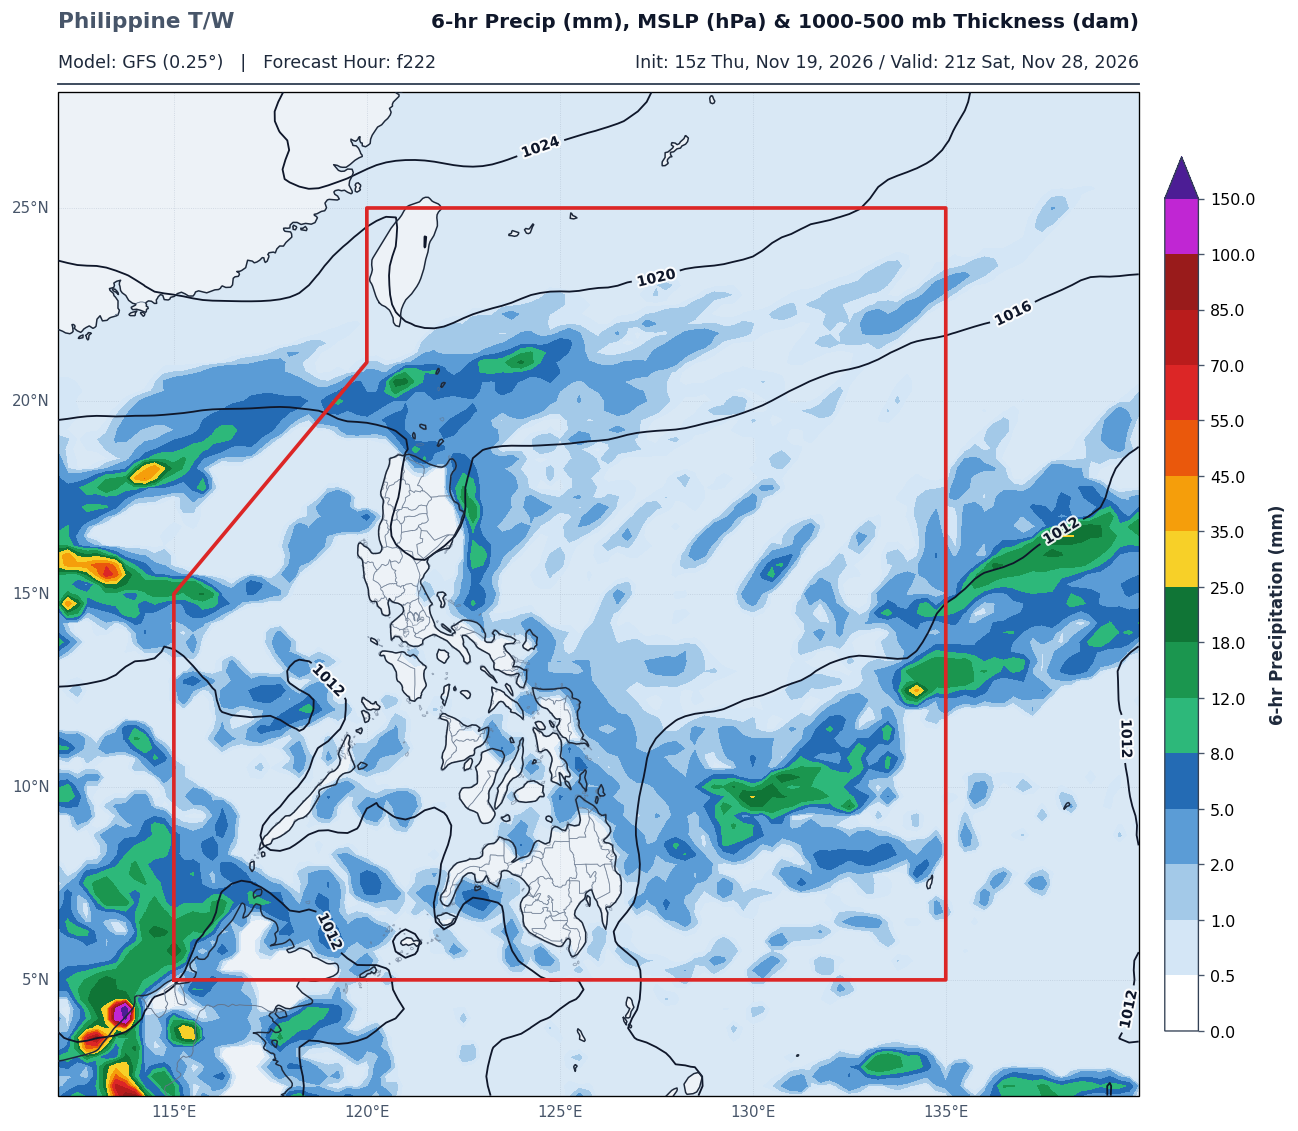 Philippine T/W
6-hr Precip (mm), MSLP (hPa) & 1000-500 mb Thickness (dam)
Model: GFS (0.25°) | Forecast Hour: f222
Init: 15z Thu, Nov 19, 2026 / Valid: 21z Sat, Nov 28, 2026
1024
1020
1016
1012
1012
1012
1012
1012
25°N
20°N
15°N
10°N
5°N
115°E
120°E
125°E
130°E
135°E
150.0
100.0
85.0
70.0
55.0
45.0
35.0
25.0
18.0
12.0
8.0
5.0
2.0
1.0
0.5
0.0
6-hr Precipitation (mm)